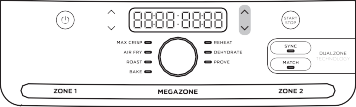 START
STOP
MAX CRISP
REHEAT
AIR FRY
DEHYDRATE
ROAST
PROVE
BAKE
SYNC
MATCH
DUALZONE
TECHNOLOGY
ZONE 1
MEGAZONE
ZONE 2